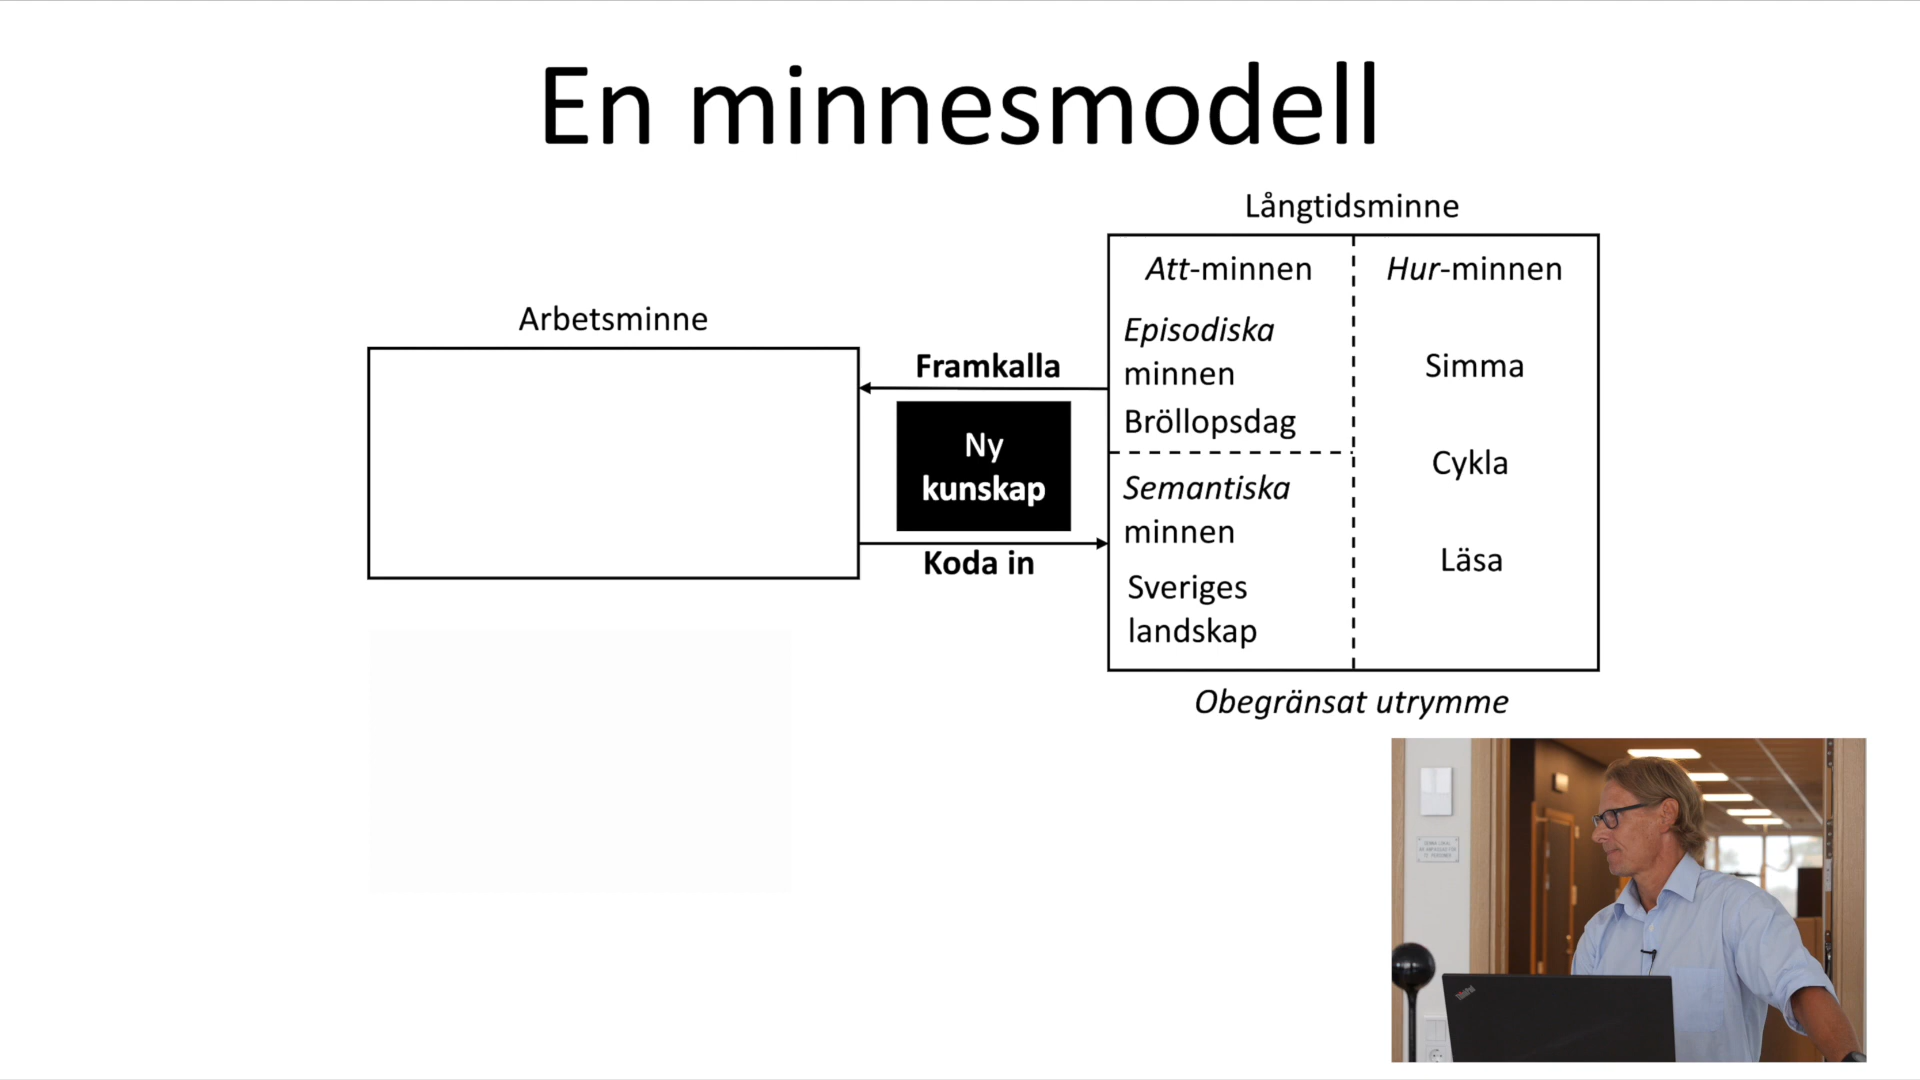 En minnesmodell
Långtidsminne
Att-minnen
Hur-minnen
Arbetsminne
Episodiska
minnen
Bröllopsdag
Simma
Framkalla
Ny
kunskap
Cykla
Semantiska
minnen
Koda in
Läsa
Sveriges
landskap
Obegränsat utrymme
ThinkPad